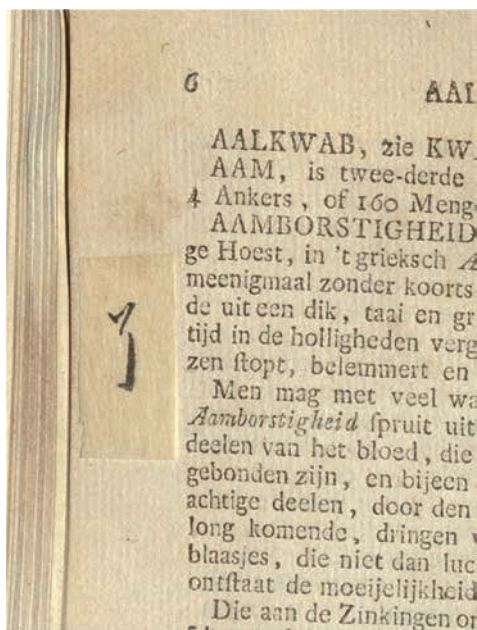 6 AAL
AALKWAB, zie KW
AAM, is twee-derde
4 Ankers, of 160 Meng
AAMBORSTIGHEID
ge Hoest, in 't grieksch A
meenigmaal zonder koorts
de uit een dik, taai en gr
tijd in de holligheden verg
zen ſtopt, belemmert en
Men mag met veel wa
Aamborstigheid ſpruit uit
deelen van het bloed, die
gebonden zijn, en bijeen
achtige deelen, door den
long komende, dringen
blaasjes, die niet dan luc
ontſtaat de moeijelijkheid
Die aan de Zinkingen on